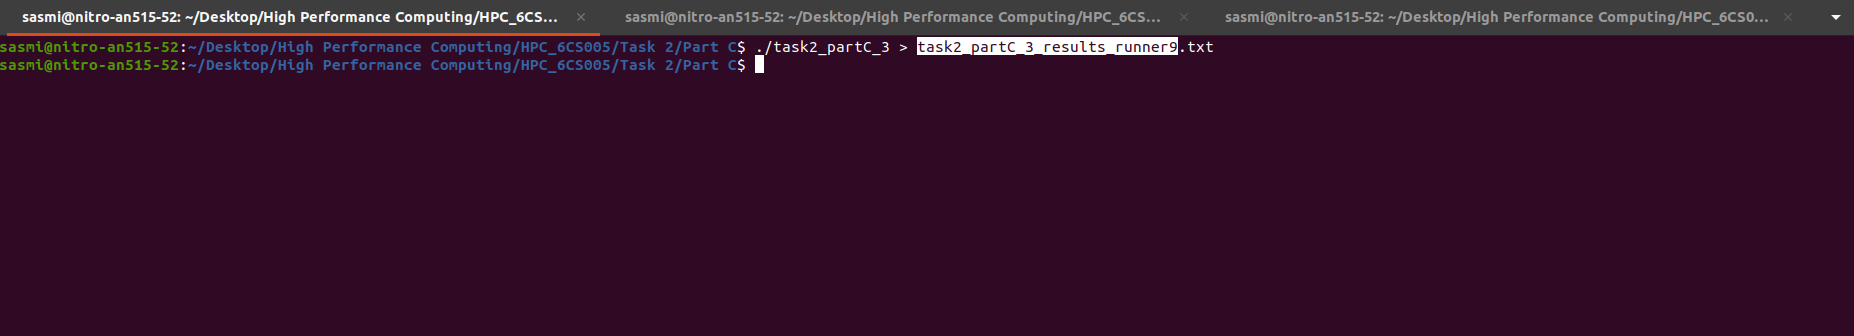 sasmi@nitro-an515-52: ~/Desktop/High Performance Computing/HPC_6CS... × sasmi@nitro-an515-52: ~/Desktop/High Performance Computing/HPC_6CS... × sasmi@nitro-an515-52: ~/Desktop/High Performance Computing/HPC_6CS0... ×
sasmi@nitro-an515-52:~/Desktop/High Performance Computing/HPC_6CS005/Task 2/Part C$ ./task2_partC_3 > task2_partC_3_results_runner9.txt
sasmi@nitro-an515-52:~/Desktop/High Performance Computing/HPC_6CS005/Task 2/Part C$